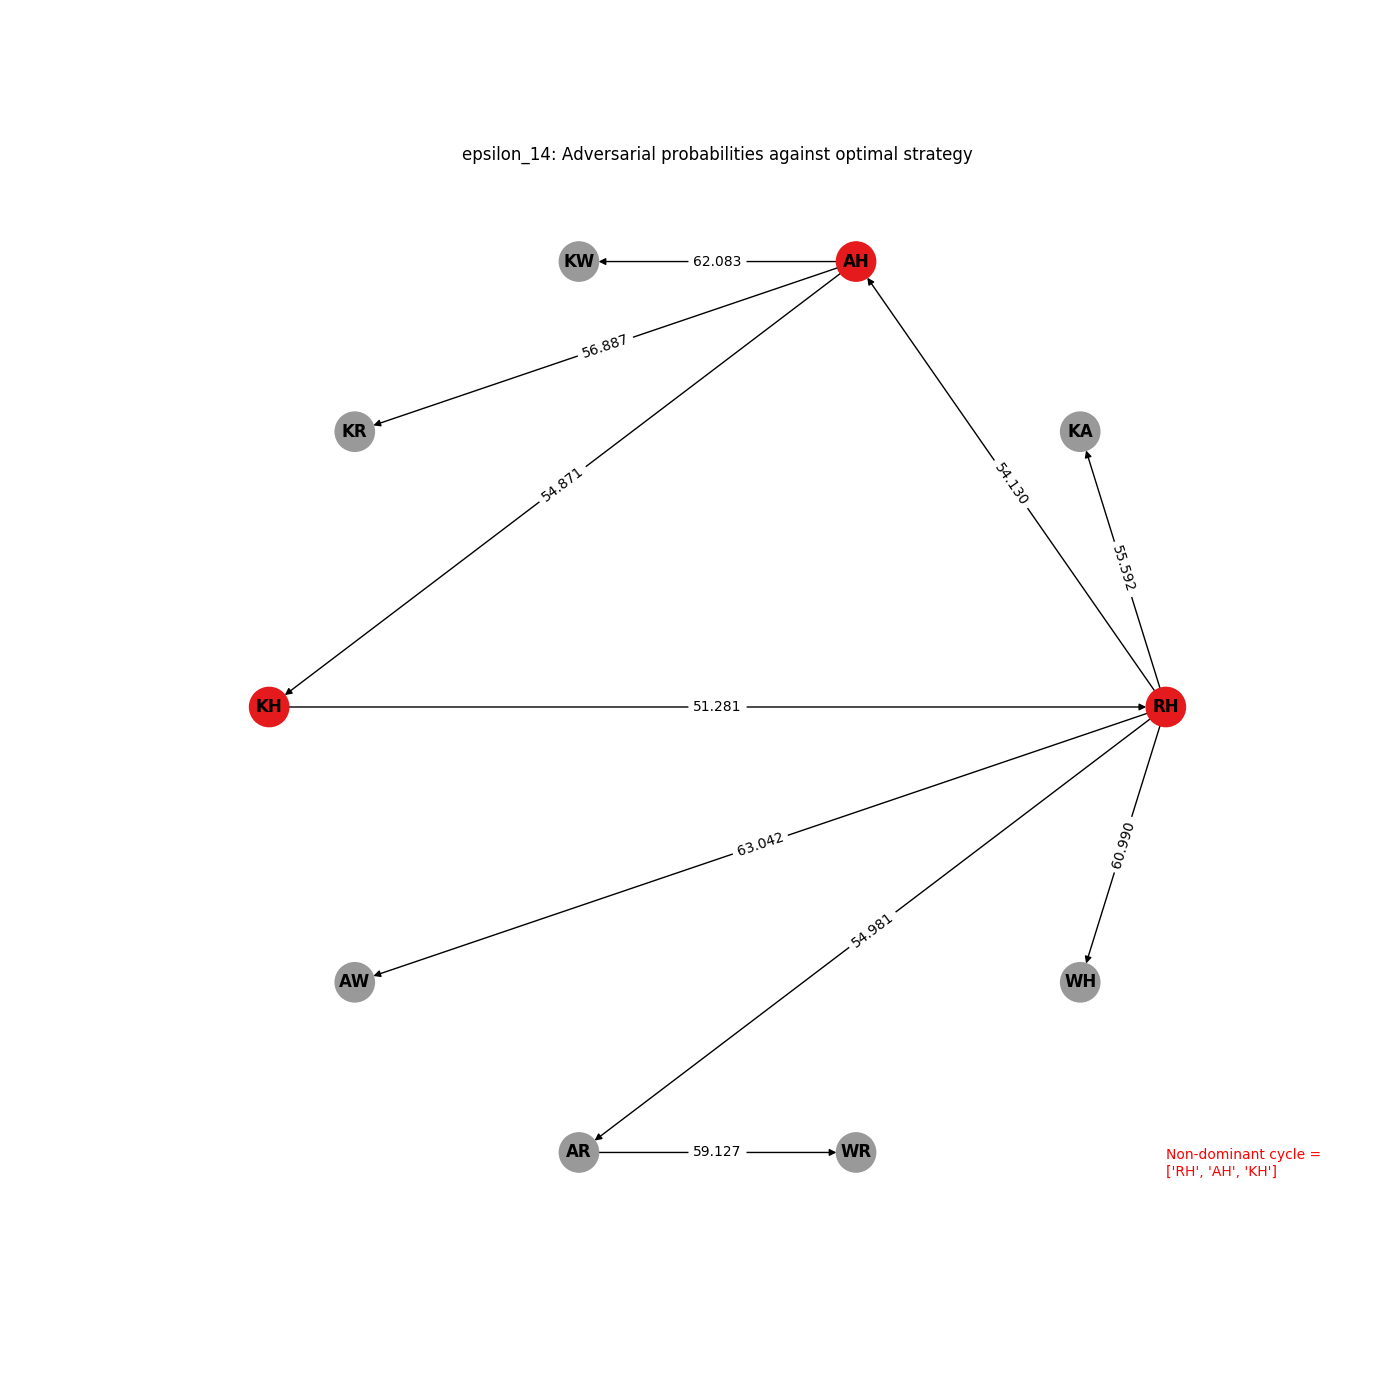 epsilon_14: Adversarial probabilities against optimal strategy
KW
62.083
AH
56.887
KR
KA
54.871
54.130
55.592
KH
51.281
RH
63.042
60.990
54.981
AW
WH
AR
59.127
WR
Non-dominant cycle =
['RH', 'AH', 'KH']